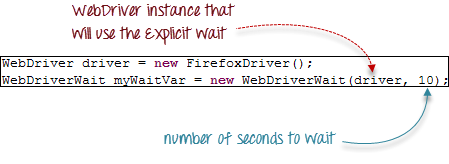 WebDriver instance that
will use the Explicit wait
WebDriver driver = new FirefoxDriver();
WebDriverWait myWaitVar = new WebDriverWait(driver, 10);
number of seconds to wait